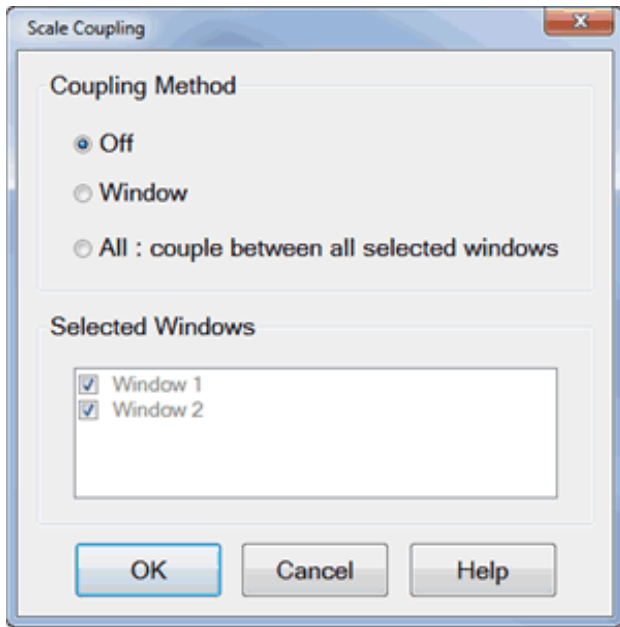 Scale Coupling
Coupling Method
Off
Window
All : couple between all selected windows
Selected Windows
Window 1
Window 2
OK
Cancel
Help